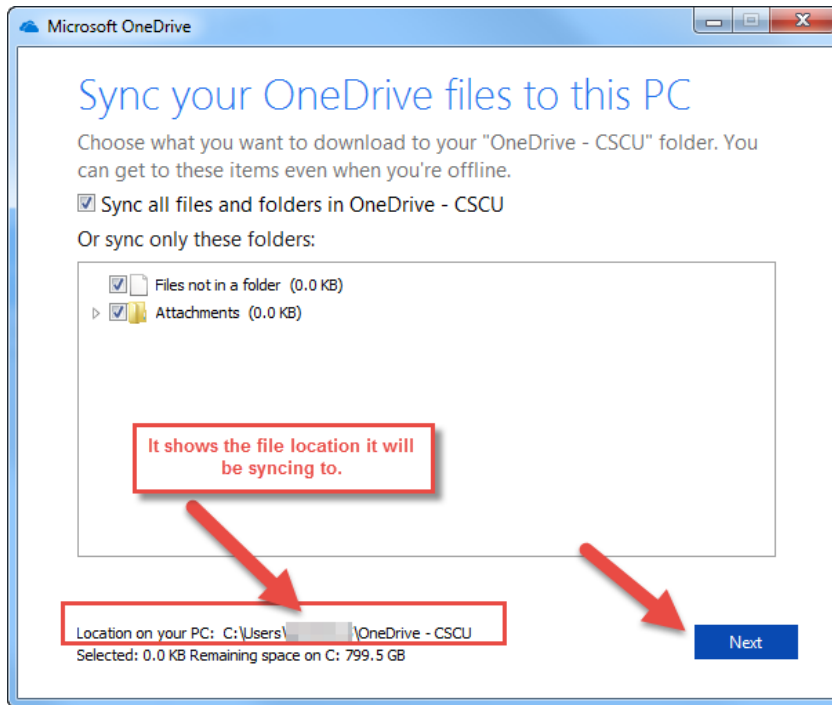 Microsoft OneDrive
Sync your OneDrive files to this PC
Choose what you want to download to your "OneDrive - CSCU" folder. You
can get to these items even when you're offline.
Sync all files and folders in OneDrive - CSCU
Or sync only these folders:
Files not in a folder (0.0 KB)
Attachments (0.0 KB)
It shows the file location it will
be syncing to.
Location on your PC: C:\Users\ \OneDrive - CSCU
Selected: 0.0 KB Remaining space on C: 799.5 GB
Next